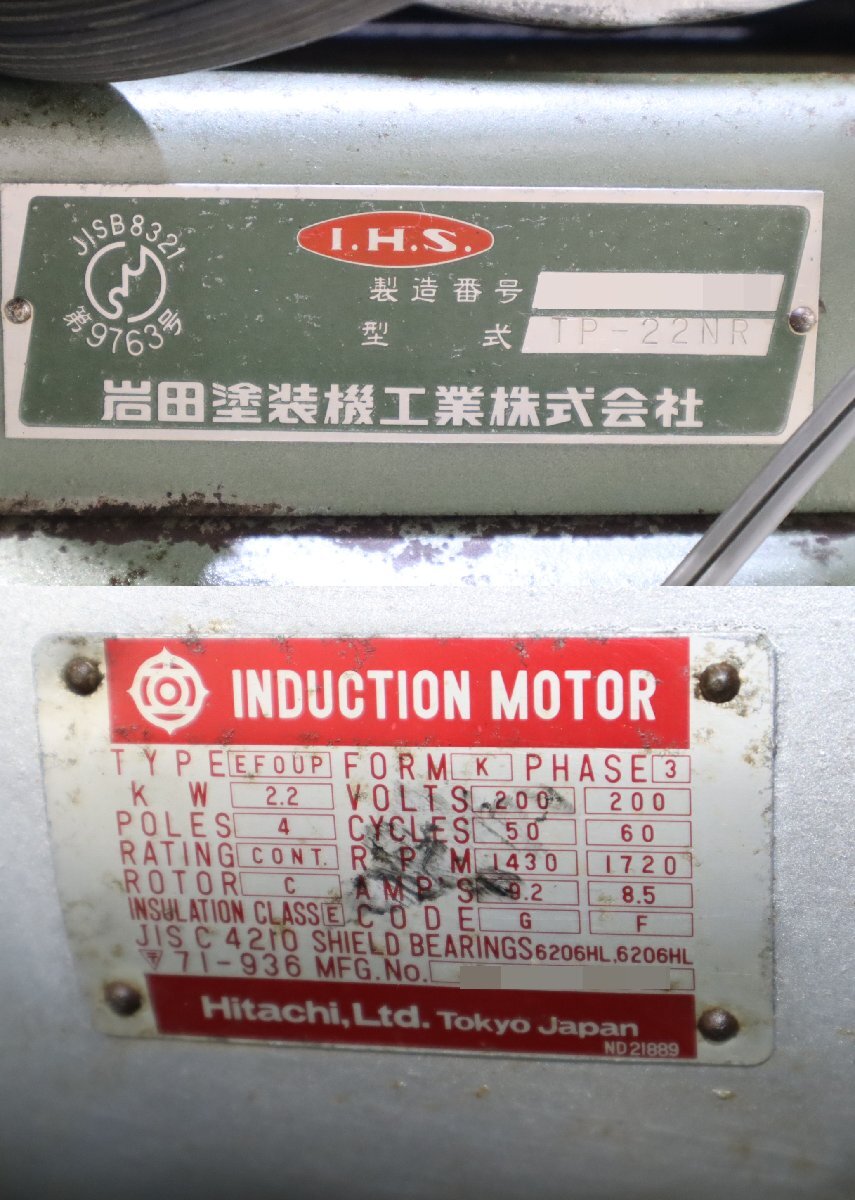 JISB8321
第9763号
I.H.S.
製造番号
型式 TP-22NR
岩田塗装機工業株式会社
INDUCTION MOTOR
TYPE EFOUP FORM K PHASE 3
KW 2.2 VOLTS 200 200
POLES 4 CYCLES 50 60
RATING CONT. RPM 1430 1720
ROTOR C AMPS 9.2 8.5
INSULATION CLASS E CODE G F
JIS C 4210 SHIELD BEARINGS 6206HL, 6206HL
71-936 MFG.No.
Hitachi, Ltd. Tokyo Japan
ND21889